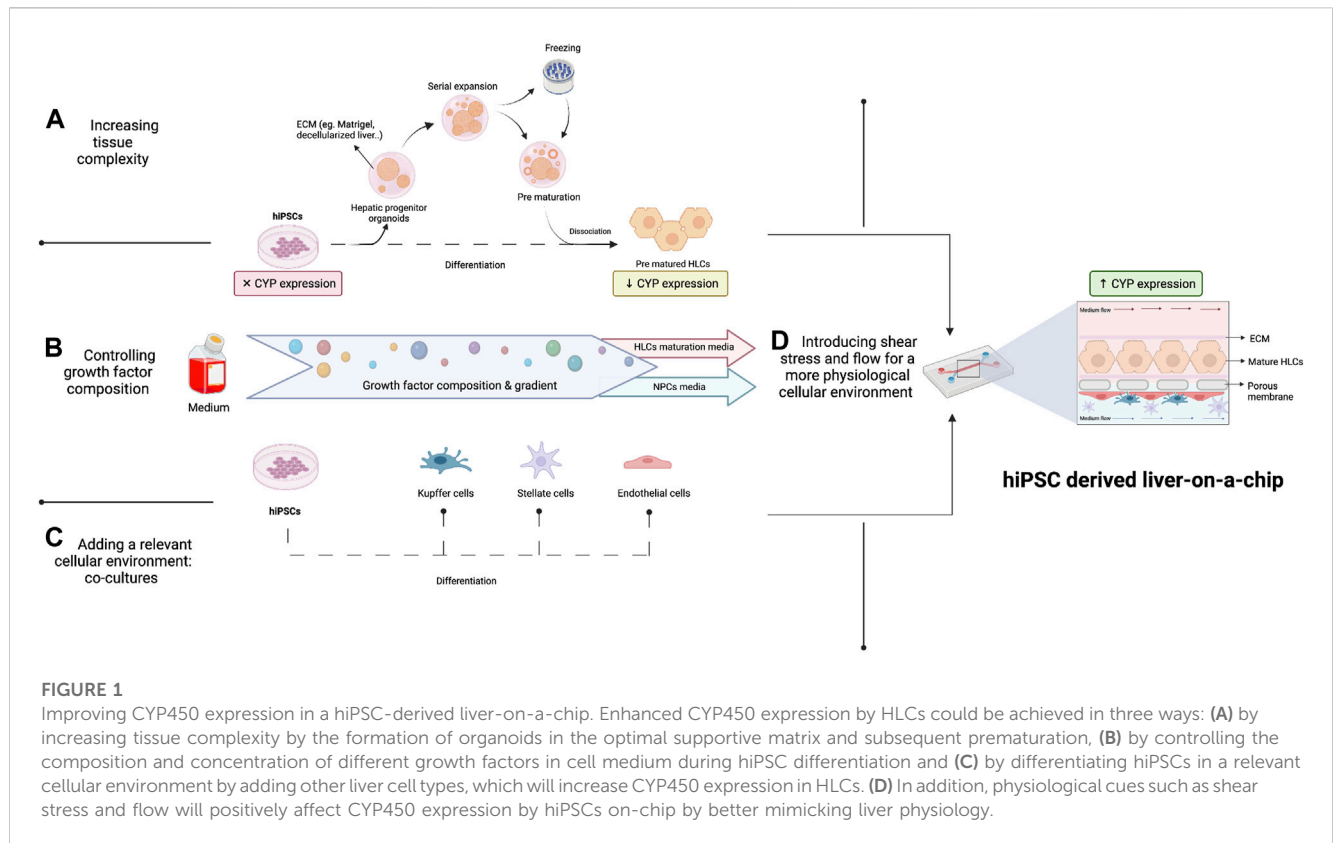 A
Increasing
tissue
complexity
ECM (eg. Matrigel,
decellularized liver..)
Serial expansion
Freezing
Hepatic progenitor
organoids
Pre maturation
hiPSCs
Differentiation
Dissociation
Pre matured HLCs
× CYP expression
↓ CYP expression
B
Controlling
growth factor
composition
Medium
Growth factor composition & gradient
HLCs maturation media
NPCs media
D
Introducing shear
stress and flow for a
more physiological
cellular environment
↑ CYP expression
Medium flow
ECM
Mature HLCs
Porous
membrane
Medium flow
hiPSC derived liver-on-a-chip
C
Adding a relevant
cellular environment:
co-cultures
hiPSCs
Kupffer cells
Stellate cells
Endothelial cells
Differentiation
FIGURE 1
Improving CYP450 expression in a hiPSC-derived liver-on-a-chip. Enhanced CYP450 expression by HLCs could be achieved in three ways: (A) by
increasing tissue complexity by the formation of organoids in the optimal supportive matrix and subsequent prematuration, (B) by controlling the
composition and concentration of different growth factors in cell medium during hiPSC differentiation and (C) by differentiating hiPSCs in a relevant
cellular environment by adding other liver cell types, which will increase CYP450 expression in HLCs. (D) In addition, physiological cues such as shear
stress and flow will positively affect CYP450 expression by hiPSCs on-chip by better mimicking liver physiology.